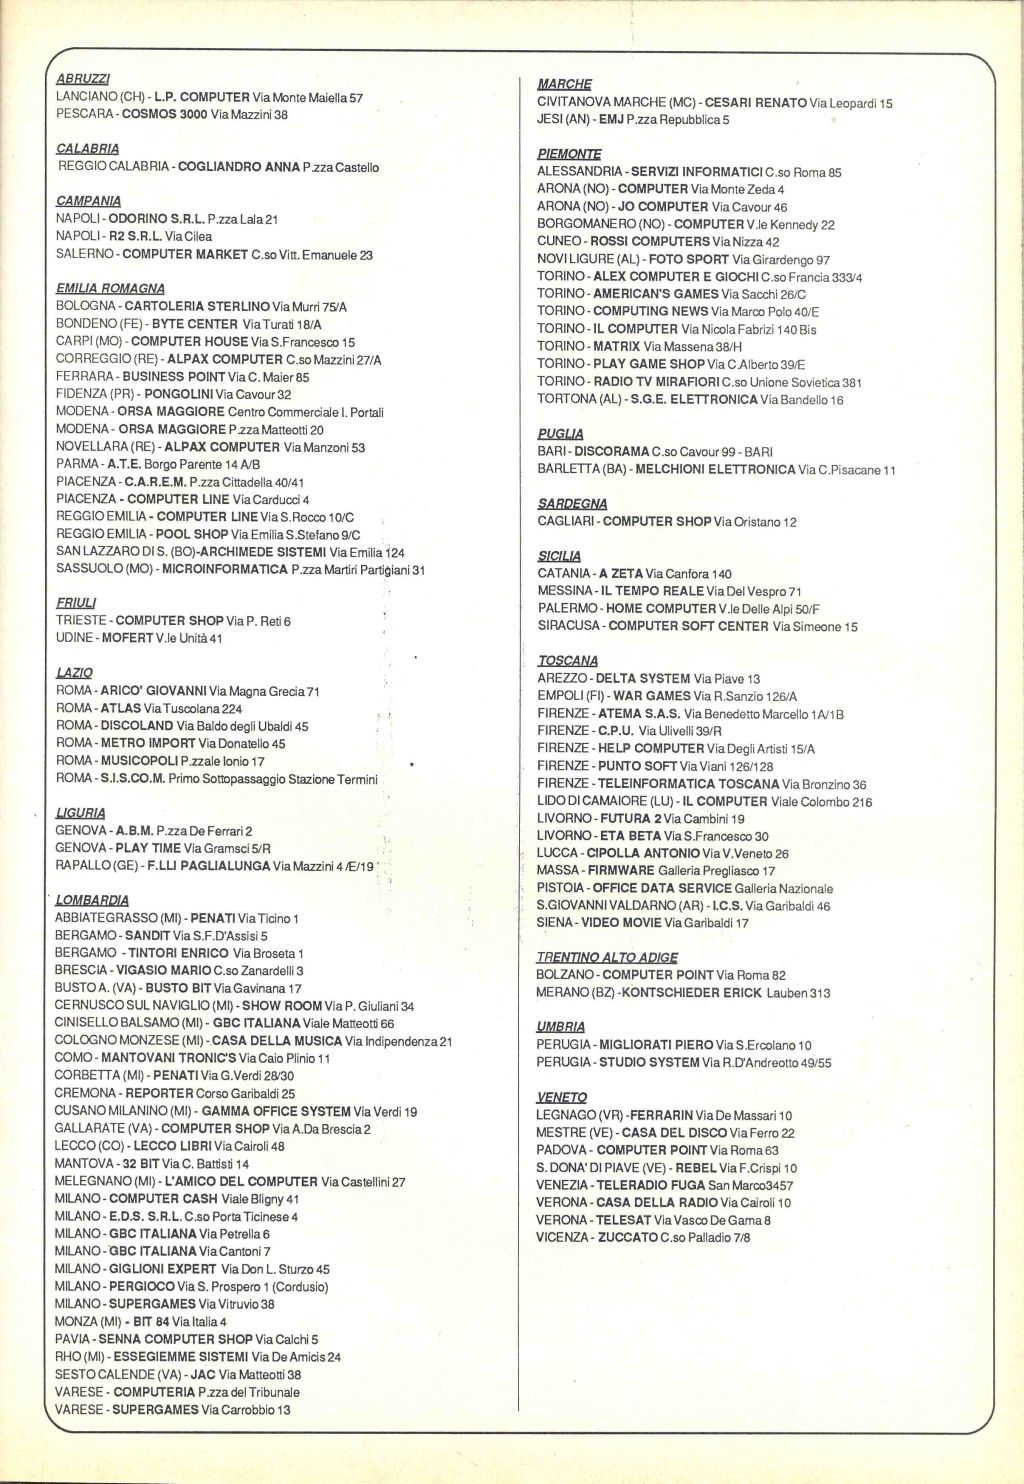 ABRUZZI
LANCIANO (CH) - L.P. COMPUTER Via Monte Maiella 57
PESCARA - COSMOS 3000 Via Mazzini 38
CALABRIA
REGGIO CALABRIA - COGLIANDRO ANNA P.zza Castello
CAMPANIA
NAPOLI - ODORINO S.R.L. P.zza Lala 21
NAPOLI - R2 S.R.L. Via Cilea
SALERNO - COMPUTER MARKET C.so Vitt. Emanuele 23
EMILIA ROMAGNA
BOLOGNA - CARTOLERIA STERLINO Via Murri 75/A
BONDENO (FE) - BYTE CENTER Via Turati 18/A
CARPI (MO) - COMPUTER HOUSE Via S.Francesco 15
CORREGGIO (RE) - ALPAX COMPUTER C.so Mazzini 27/A
FERRARA - BUSINESS POINT Via C. Maier 85
FIDENZA (PR) - PONGOLINI Via Cavour 32
MODENA - ORSA MAGGIORE Centro Commerciale I. Portali
MODENA - ORSA MAGGIORE P.zza Matteotti 20
NOVELLARA (RE) - ALPAX COMPUTER Via Manzoni 53
PARMA - A.T.E. Borgo Parente 14 A/B
PIACENZA - C.A.R.E.M. P.zza Cittadella 40/41
PIACENZA - COMPUTER LINE Via Carducci 4
REGGIO EMILIA - COMPUTER LINE Via S.Rocco 10/C
REGGIO EMILIA - POOL SHOP Via Emilia S.Stefano 9/C
SAN LAZZARO DI S. (BO)-ARCHIMEDE SISTEMI Via Emilia 124
SASSUOLO (MO) - MICROINFORMATICA P.zza Martiri Partigiani 31
FRIULI
TRIESTE - COMPUTER SHOP Via P. Reti 6
UDINE - MOFERT V.le Unità 41
LAZIO
ROMA - ARICO' GIOVANNI Via Magna Grecia 71
ROMA - ATLAS Via Tuscolana 224
ROMA - DISCOLAND Via Baldo degli Ubaldi 45
ROMA - METRO IMPORT Via Donatello 45
ROMA - MUSICOPOLI P.zzale Ionio 17
ROMA - S.I.S.CO.M. Primo Sottopassaggio Stazione Termini
LIGURIA
GENOVA - A.B.M. P.zza De Ferrari 2
GENOVA - PLAY TIME Via Gramsci 5/R
RAPALLO (GE) - F.LLI PAGLIALUNGA Via Mazzini 4 /E/19
LOMBARDIA
ABBIATEGRASSO (MI) - PENATI Via Ticino 1
BERGAMO - SANDIT Via S.F.D'Assisi 5
BERGAMO - TINTORI ENRICO Via Broseta 1
BRESCIA - VIGASIO MARIO C.so Zanardelli 3
BUSTO A. (VA) - BUSTO BIT Via Gavinana 17
CERNUSCO SUL NAVIGLIO (MI) - SHOW ROOM Via P. Giuliani 34
CINISELLO BALSAMO (MI) - GBC ITALIANA Viale Matteotti 66
COLOGNO MONZESE (MI) - CASA DELLA MUSICA Via Indipendenza 21
COMO - MANTOVANI TRONIC'S Via Caio Plinio 11
CORBETTA (MI) - PENATI Via G.Verdi 28/30
CREMONA - REPORTER Corso Garibaldi 25
CUSANO MILANINO (MI) - GAMMA OFFICE SYSTEM Via Verdi 19
GALLARATE (VA) - COMPUTER SHOP Via A.Da Brescia 2
LECCO (CO) - LECCO LIBRI Via Cairoli 48
MANTOVA - 32 BIT Via C. Battisti 14
MELEGNANO (MI) - L'AMICO DEL COMPUTER Via Castellini 27
MILANO - COMPUTER CASH Viale Bligny 41
MILANO - E.D.S. S.R.L. C.so Porta Ticinese 4
MILANO - GBC ITALIANA Via Petrella 6
MILANO - GBC ITALIANA Via Cantoni 7
MILANO - GIGLIONI EXPERT Via Don L. Sturzo 45
MILANO - PERGIOCO Via S. Prospero 1 (Cordusio)
MILANO - SUPERGAMES Via Vitruvio 38
MONZA (MI) - BIT 84 Via Italia 4
PAVIA - SENNA COMPUTER SHOP Via Calchi 5
RHO (MI) - ESSEGIEMME SISTEMI Via De Amicis 24
SESTO CALENDE (VA) - JAC Via Matteotti 38
VARESE - COMPUTERIA P.zza del Tribunale
VARESE - SUPERGAMES Via Carrobbio 13
MARCHE
CIVITANOVA MARCHE (MC) - CESARI RENATO Via Leopardi 15
JESI (AN) - EMJ P.zza Repubblica 5
PIEMONTE
ALESSANDRIA - SERVIZI INFORMATICI C.so Roma 85
ARONA (NO) - COMPUTER Via Monte Zeda 4
ARONA (NO) - JO COMPUTER Via Cavour 46
BORGOMANERO (NO) - COMPUTER V.le Kennedy 22
CUNEO - ROSSI COMPUTERS Via Nizza 42
NOVI LIGURE (AL) - FOTO SPORT Via Girardengo 97
TORINO - ALEX COMPUTER E GIOCHI C.so Francia 333/4
TORINO - AMERICAN'S GAMES Via Sacchi 26/C
TORINO - COMPUTING NEWS Via Marco Polo 40/E
TORINO - IL COMPUTER Via Nicola Fabrizi 140 Bis
TORINO - MATRIX Via Massena 38/H
TORINO - PLAY GAME SHOP Via C.Alberto 39/E
TORINO - RADIO TV MIRAFIORI C.so Unione Sovietica 381
TORTONA (AL) - S.G.E. ELETTRONICA Via Bandello 16
PUGLIA
BARI - DISCORAMA C.so Cavour 99 - BARI
BARLETTA (BA) - MELCHIONI ELETTRONICA Via C.Pisacane 11
SARDEGNA
CAGLIARI - COMPUTER SHOP Via Oristano 12
SICILIA
CATANIA - A ZETA Via Canfora 140
MESSINA - IL TEMPO REALE Via Del Vespro 71
PALERMO - HOME COMPUTER V.le Delle Alpi 50/F
SIRACUSA - COMPUTER SOFT CENTER Via Simeone 15
TOSCANA
AREZZO - DELTA SYSTEM Via Piave 13
EMPOLI (FI) - WAR GAMES Via R.Sanzio 126/A
FIRENZE - ATEMA S.A.S. Via Benedetto Marcello 1A/1B
FIRENZE - C.P.U. Via Ulivelli 39/R
FIRENZE - HELP COMPUTER Via Degli Artisti 15/A
FIRENZE - PUNTO SOFT Via Viani 126/128
FIRENZE - TELEINFORMATICA TOSCANA Via Bronzino 36
LIDO DI CAMAIORE (LU) - IL COMPUTER Viale Colombo 216
LIVORNO - FUTURA 2 Via Cambini 19
LIVORNO - ETA BETA Via S.Francesco 30
LUCCA - CIPOLLA ANTONIO Via V.Veneto 26
MASSA - FIRMWARE Galleria Pregliasco 17
PISTOIA - OFFICE DATA SERVICE Galleria Nazionale
S.GIOVANNI VALDARNO (AR) - I.C.S. Via Garibaldi 46
SIENA - VIDEO MOVIE Via Garibaldi 17
TRENTINO ALTO ADIGE
BOLZANO - COMPUTER POINT Via Roma 82
MERANO (BZ) -KONTSCHIEDER ERICK Lauben 313
UMBRIA
PERUGIA - MIGLIORATI PIERO Via S.Ercolano 10
PERUGIA - STUDIO SYSTEM Via R.D'Andreotto 49/55
VENETO
LEGNAGO (VR) -FERRARIN Via De Massari 10
MESTRE (VE) - CASA DEL DISCO Via Ferro 22
PADOVA - COMPUTER POINT Via Roma 63
S. DONA' DI PIAVE (VE) - REBEL Via F.Crispi 10
VENEZIA - TELERADIO FUGA San Marco3457
VERONA - CASA DELLA RADIO Via Cairoli 10
VERONA - TELESAT Via Vasco De Gama 8
VICENZA - ZUCCATO C.so Palladio 7/8